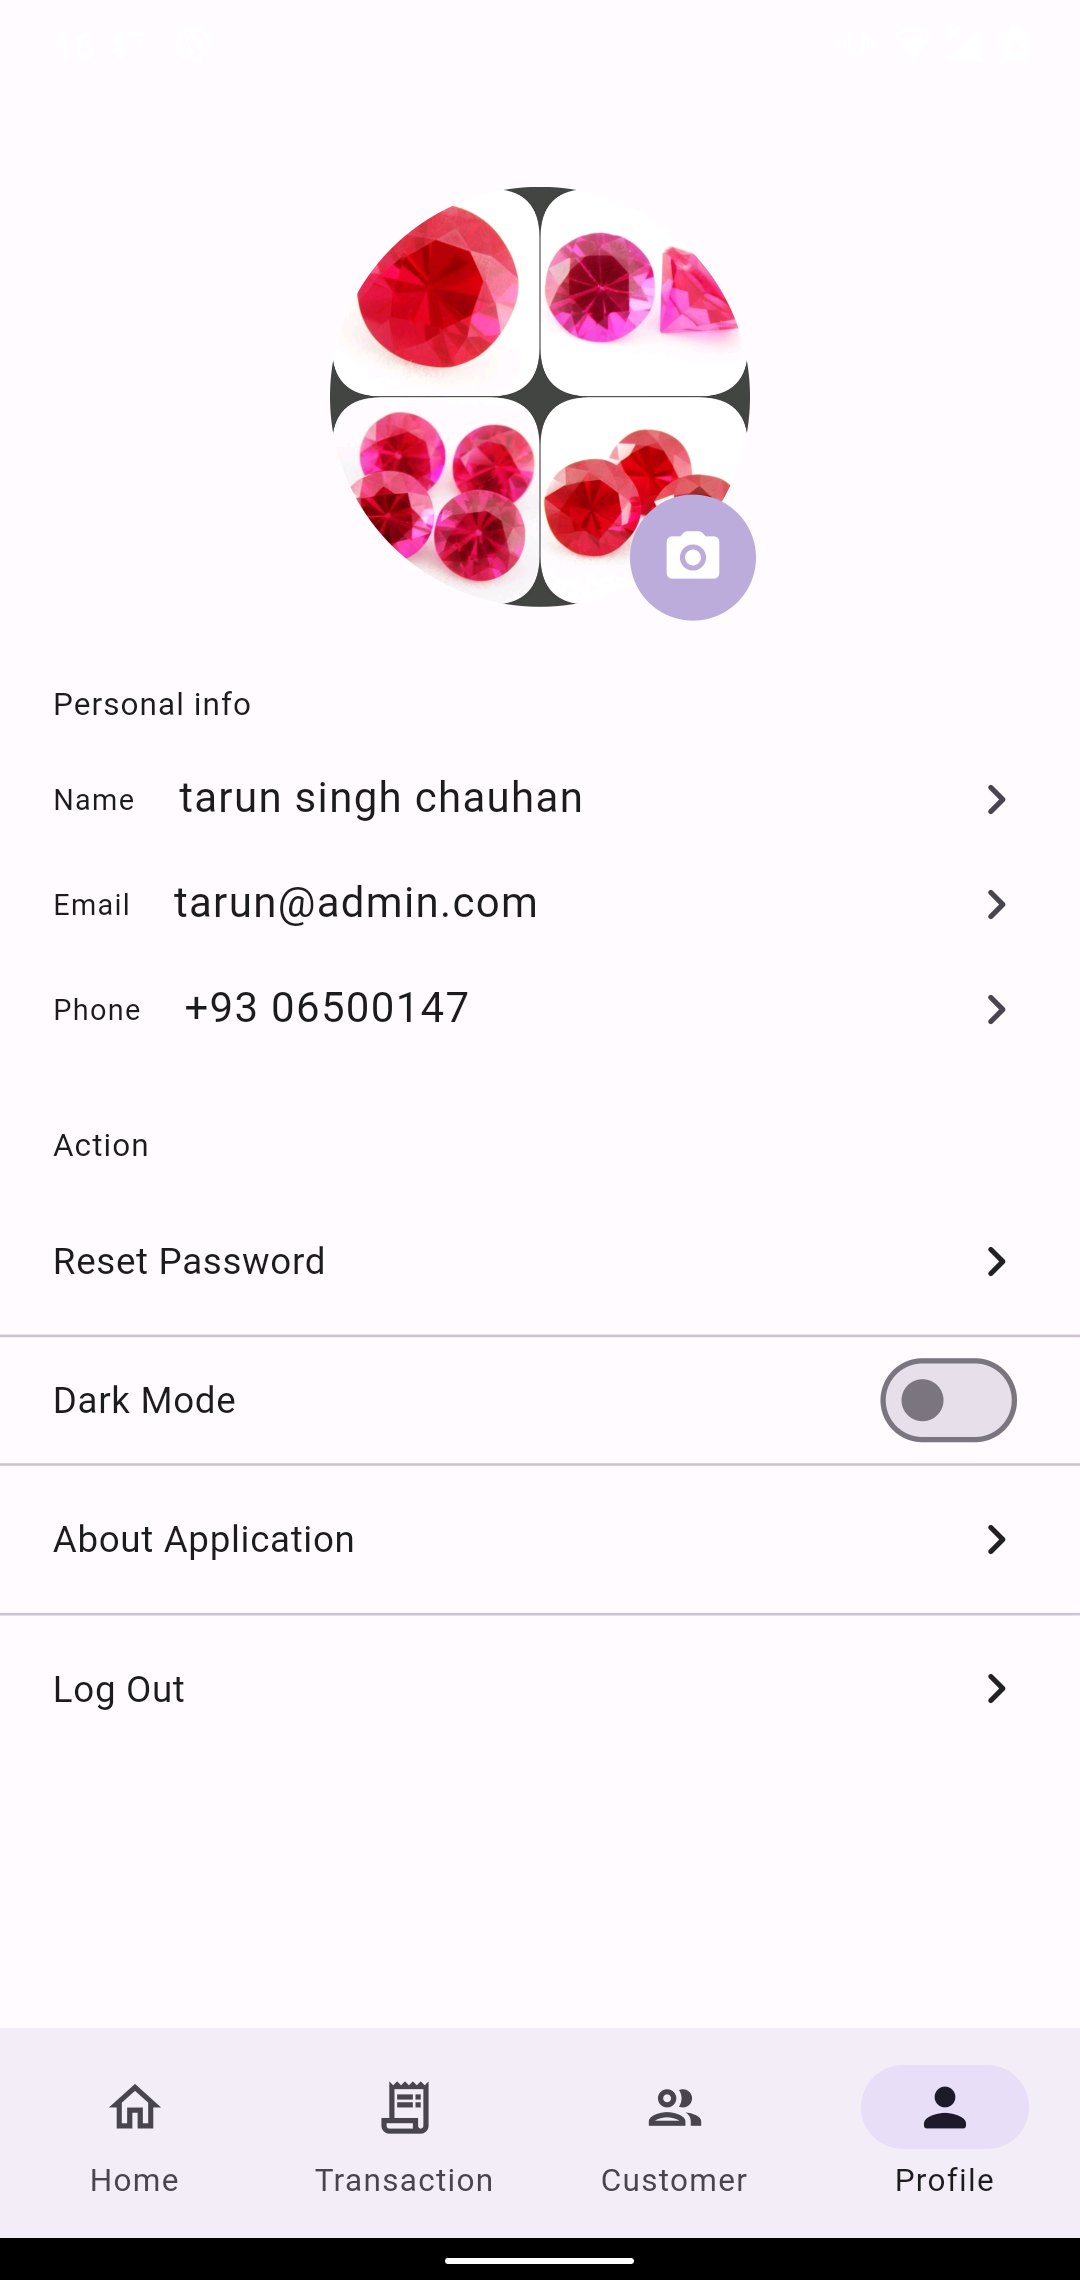 Personal info
Name tarun singh chauhan
Email tarun@admin.com
Phone +93 06500147
Action
Reset Password
Dark Mode
About Application
Log Out
Home Transaction Customer Profile